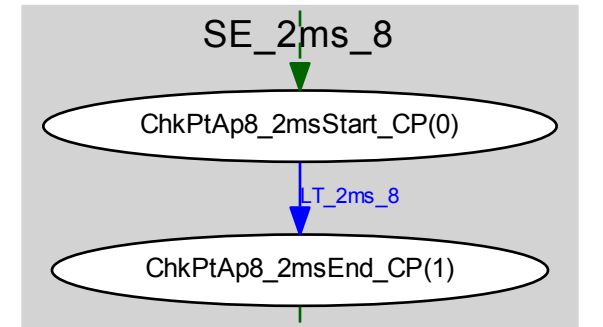 SE_2ms_8
ChkPtAp8_2msStart_CP(0)
LT_2ms_8
ChkPtAp8_2msEnd_CP(1)